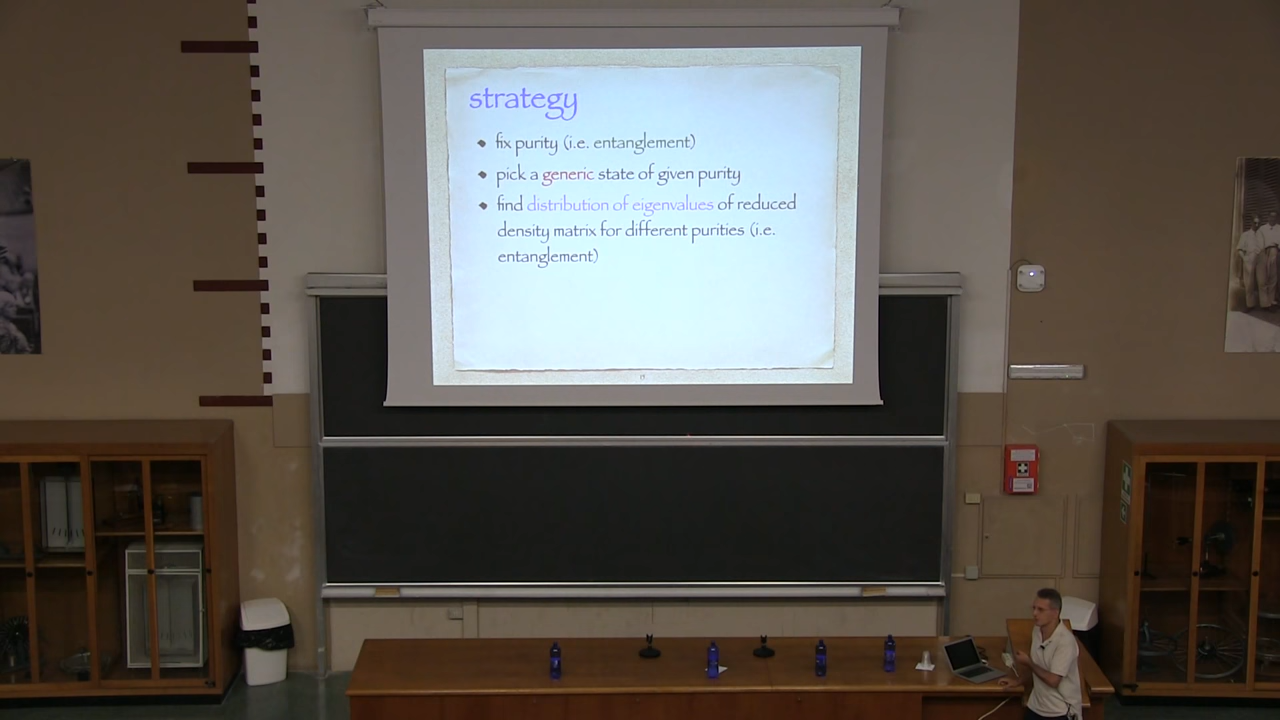 strategy
fix purity (i.e. entanglement)
pick a generic state of given purity
find distribution of eigenvalues of reduced
density matrix for different purities (i.e.
entanglement)